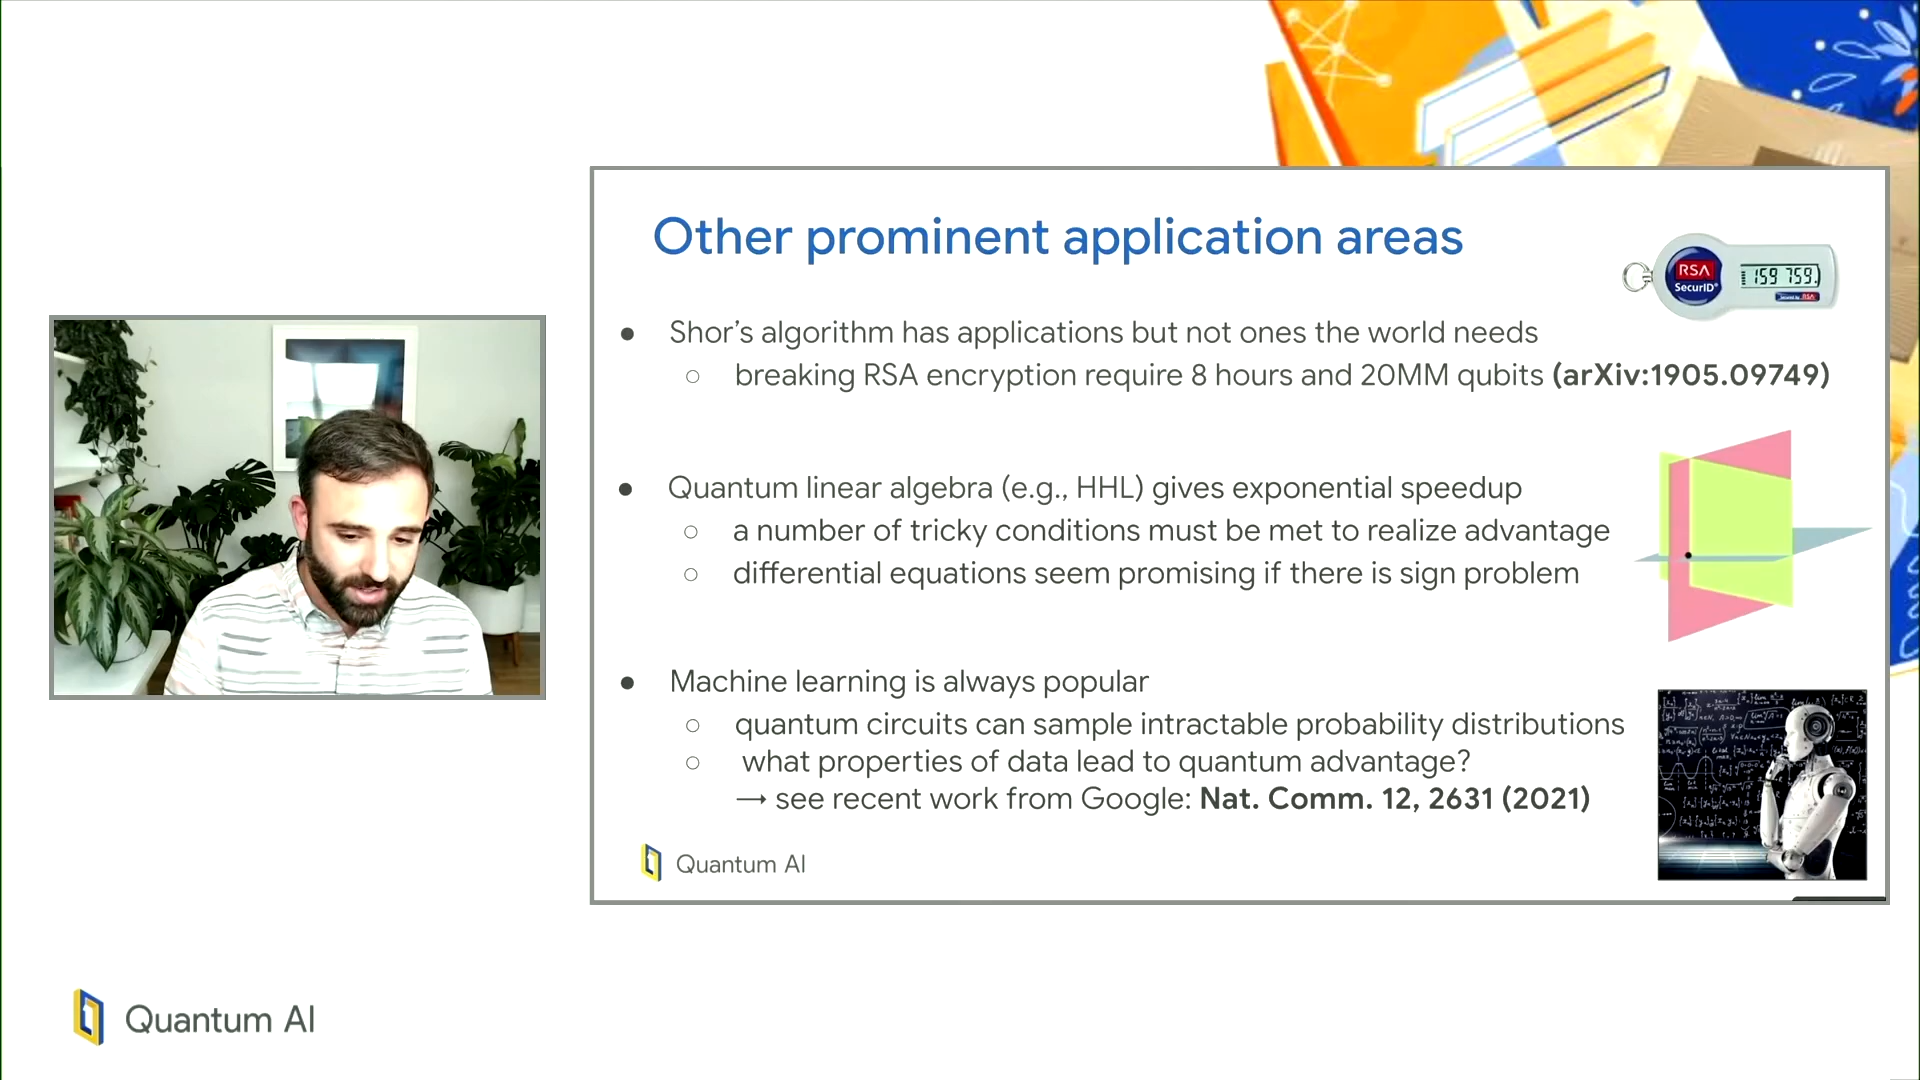 Other prominent application areas
RSA
SecurID
159 759
RSA
● Shor's algorithm has applications but not ones the world needs
○ breaking RSA encryption require 8 hours and 20MM qubits (arXiv:1905.09749)
● Quantum linear algebra (e.g., HHL) gives exponential speedup
○ a number of tricky conditions must be met to realize advantage
○ differential equations seem promising if there is sign problem
● Machine learning is always popular
○ quantum circuits can sample intractable probability distributions
○ what properties of data lead to quantum advantage?
→ see recent work from Google: Nat. Comm. 12, 2631 (2021)
Quantum AI
Quantum AI